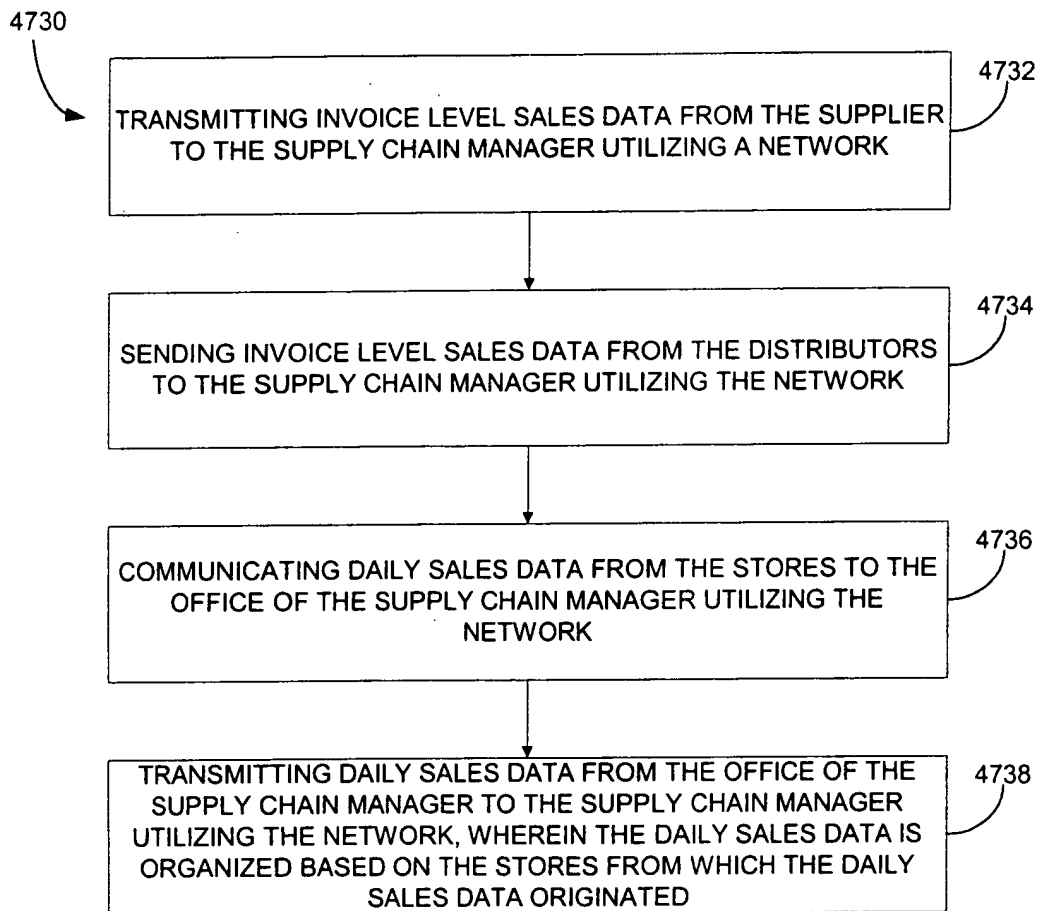 4730
4732
TRANSMITTING INVOICE LEVEL SALES DATA FROM THE SUPPLIER
TO THE SUPPLY CHAIN MANAGER UTILIZING A NETWORK
4734
SENDING INVOICE LEVEL SALES DATA FROM THE DISTRIBUTORS
TO THE SUPPLY CHAIN MANAGER UTILIZING THE NETWORK
4736
COMMUNICATING DAILY SALES DATA FROM THE STORES TO THE
OFFICE OF THE SUPPLY CHAIN MANAGER UTILIZING THE
NETWORK
4738
TRANSMITTING DAILY SALES DATA FROM THE OFFICE OF THE
SUPPLY CHAIN MANAGER TO THE SUPPLY CHAIN MANAGER
UTILIZING THE NETWORK, WHEREIN THE DAILY SALES DATA IS
ORGANIZED BASED ON THE STORES FROM WHICH THE DAILY
SALES DATA ORIGINATED